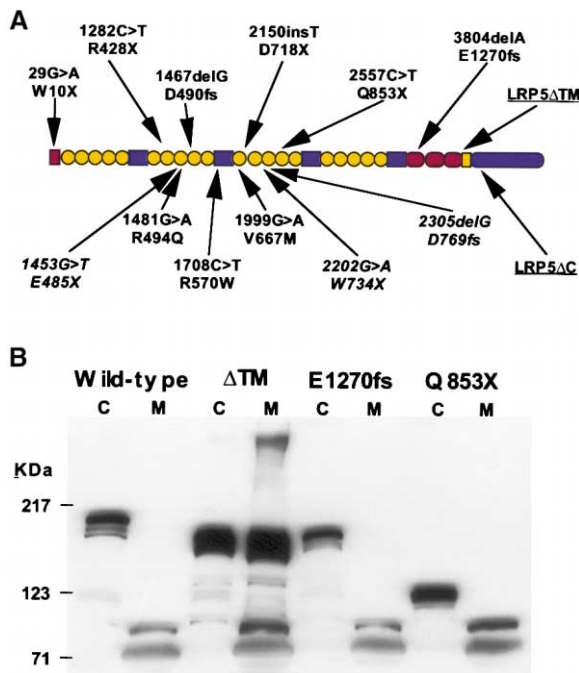 A
1282C>T
R428X
2150insT
D718X
3804delA
E1270fs
29G>A
W10X
1467delG
D490fs
2557C>T
Q853X
LRP5ΔTM
1481G>A
R494Q
1999G>A
V667M
2305delG
D769fs
1453G>T
E485X
1708C>T
R570W
2202G>A
W734X
LRP5ΔC
B
Wild-type ΔTM E1270fs Q853X
C M C M C M C M
KDa
217
123
71